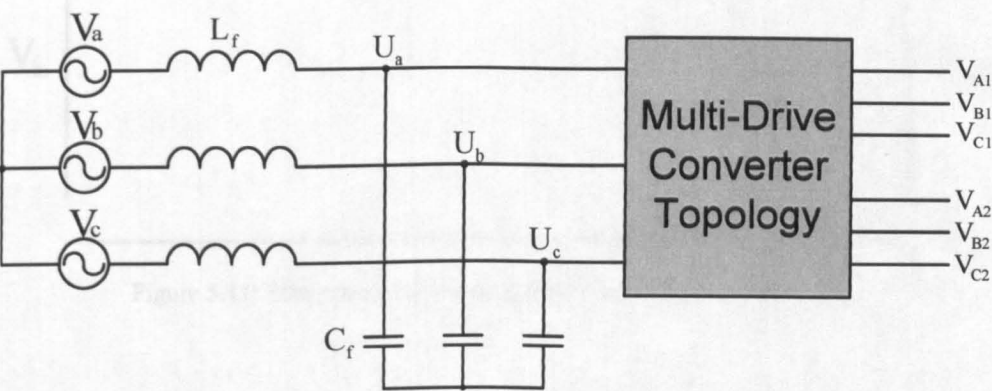 Va
Lf
Ua
VA1
Vb
VB1
Ub
VC1
Multi-Drive
Converter
Topology
Vc
VA2
Uc
VB2
VC2
Cf